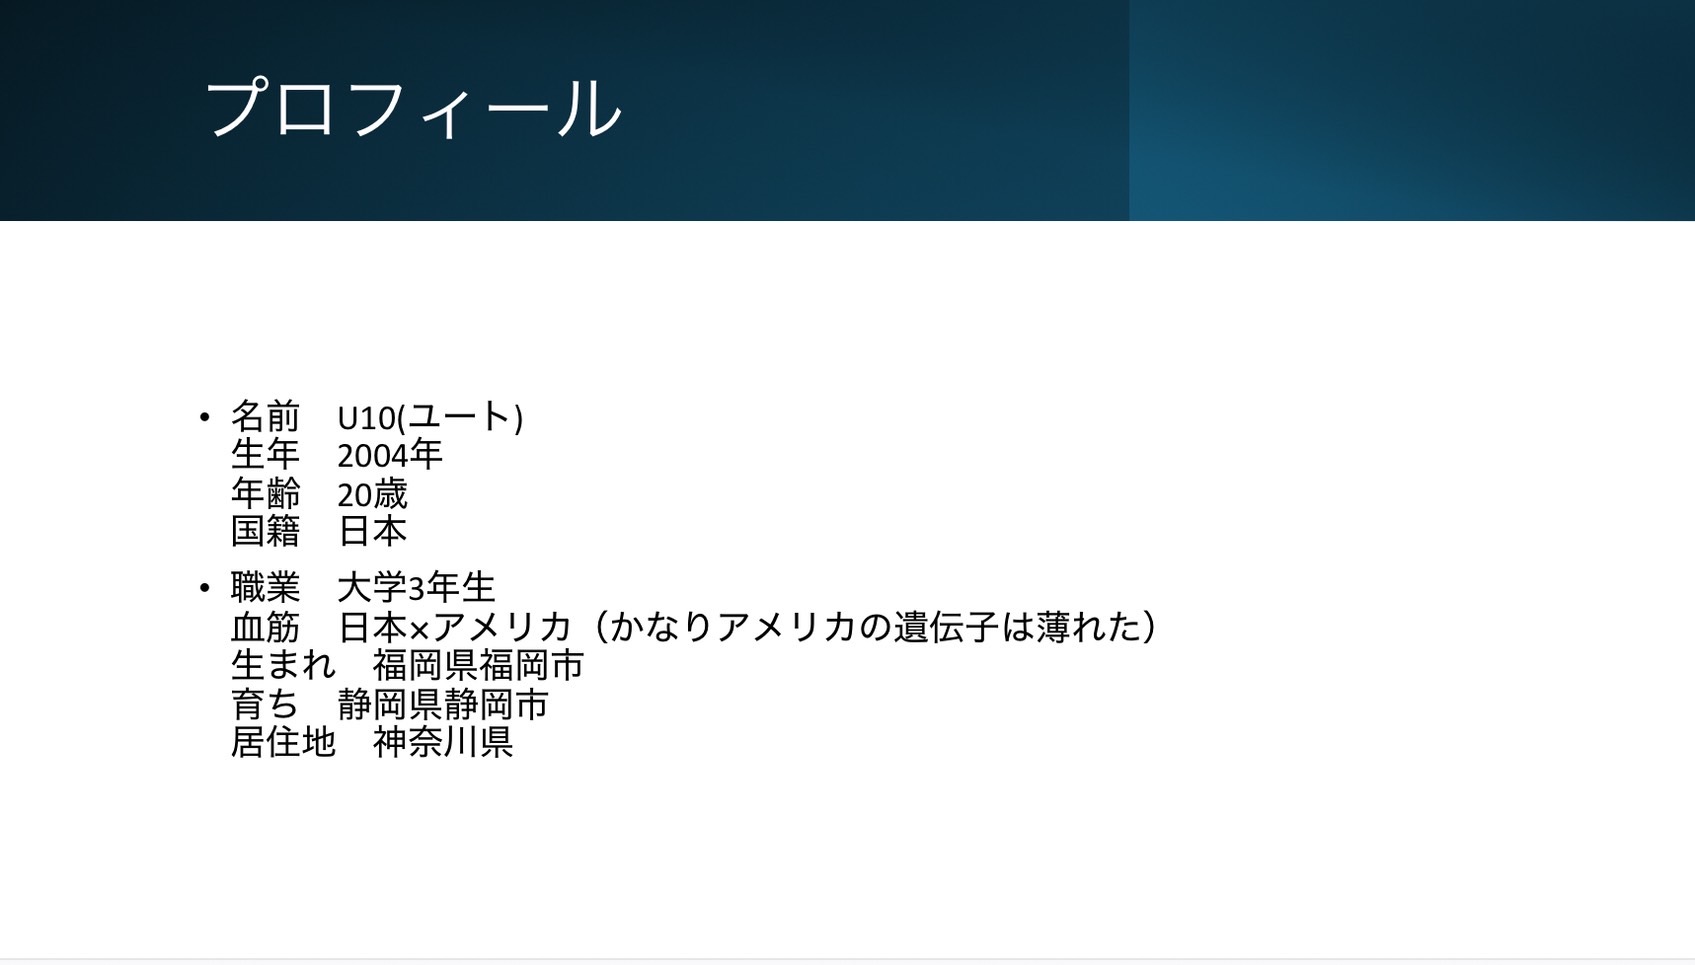 プロフィール
• 名前　U10(ユート)
生年　2004年
年齢　20歳
国籍　日本
• 職業　大学3年生
血筋　日本×アメリカ（かなりアメリカの遺伝子は薄れた）
生まれ　福岡県福岡市
育ち　静岡県静岡市
居住地　神奈川県